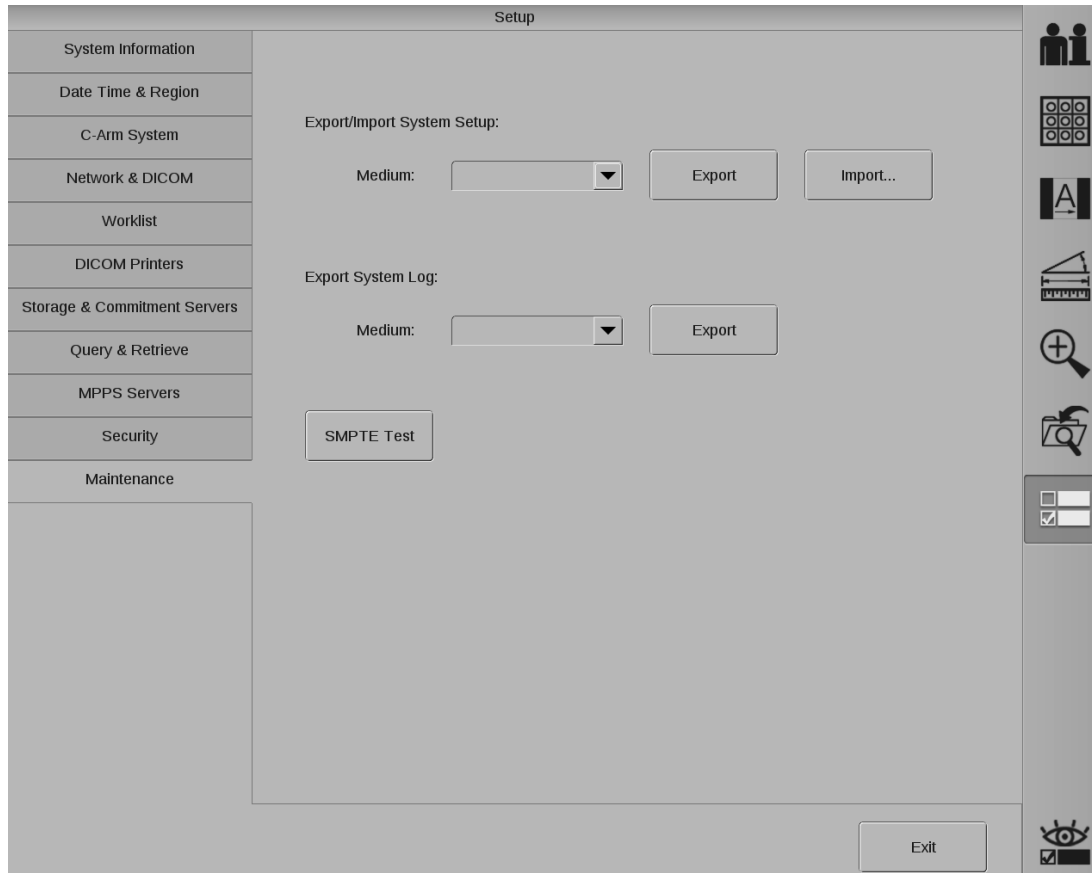 Setup
System Information
Date Time & Region
C-Arm System
Network & DICOM
Worklist
DICOM Printers
Storage & Commitment Servers
Query & Retrieve
MPPS Servers
Security
Maintenance
Export/Import System Setup:
Medium: Export Import...
Export System Log:
Medium: Export
SMPTE Test
Exit
A